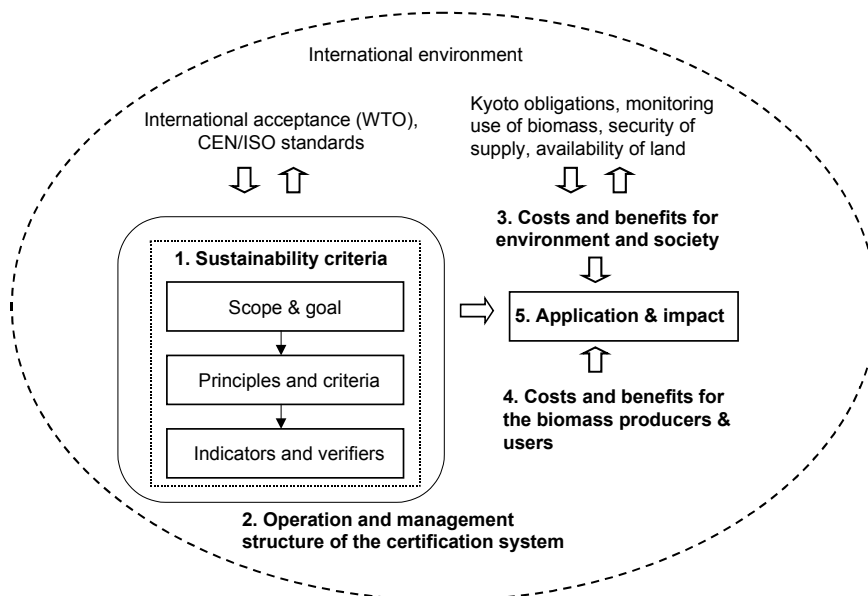 International environment
International acceptance (WTO),
CEN/ISO standards
Kyoto obligations, monitoring
use of biomass, security of
supply, availability of land
1. Sustainability criteria
Scope & goal
Principles and criteria
Indicators and verifiers
2. Operation and management
structure of the certification system
3. Costs and benefits for
environment and society
5. Application & impact
4. Costs and benefits for
the biomass producers &
users